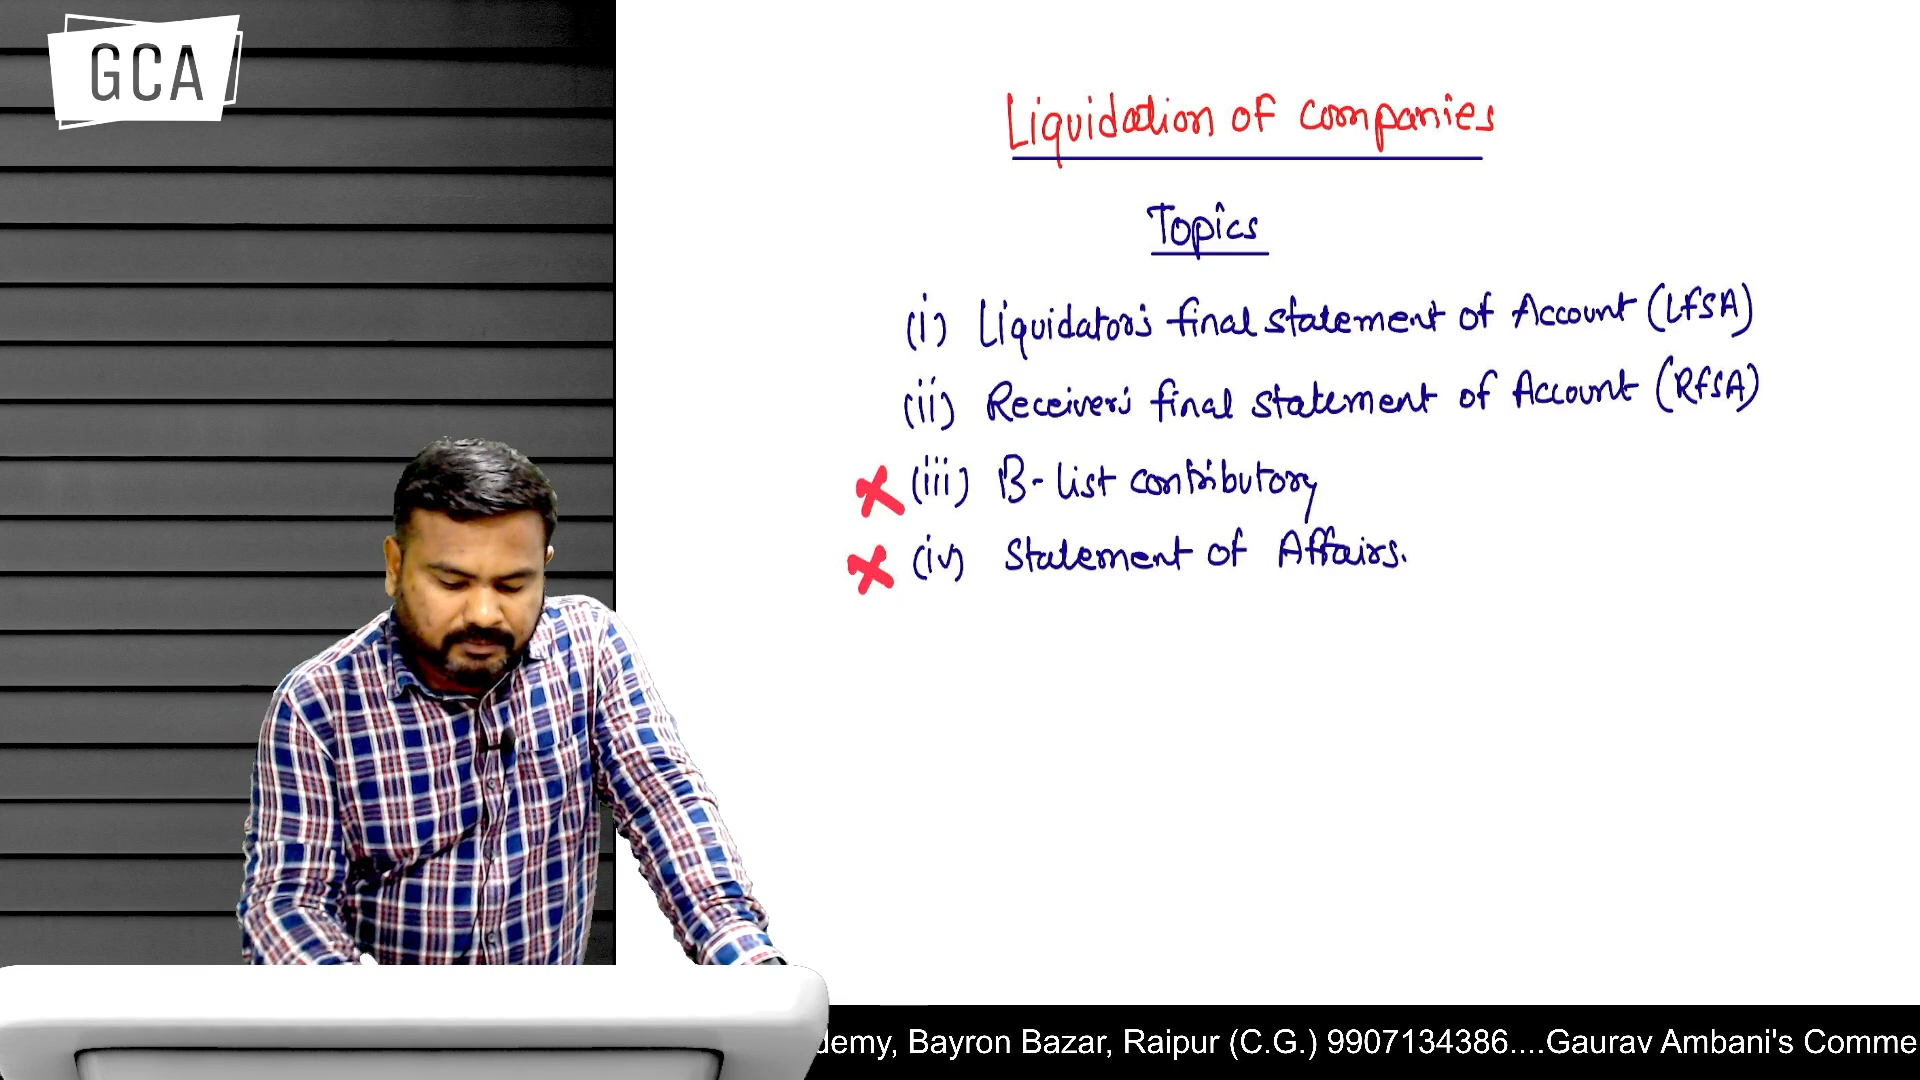 GCA
Liquidation of companies
Topics
(i) Liquidator's final statement of Account (LFSA)
(ii) Receiver's final statement of Account (RFSA)
(iii) B-List contributory
(iv) Statement of Affairs.
demy, Bayron Bazar, Raipur (C.G.) 9907134386....Gaurav Ambani's Comme